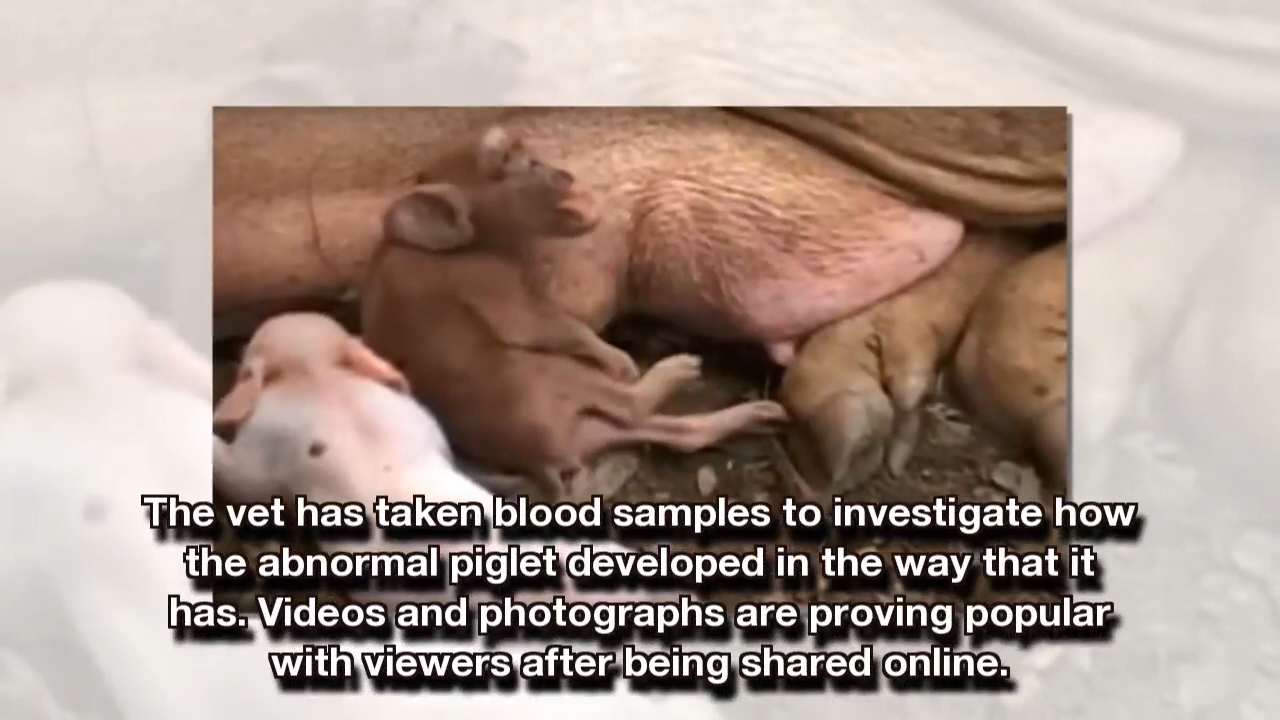 The vet has taken blood samples to investigate how
the abnormal piglet developed in the way that it
has. Videos and photographs are proving popular
with viewers after being shared online.